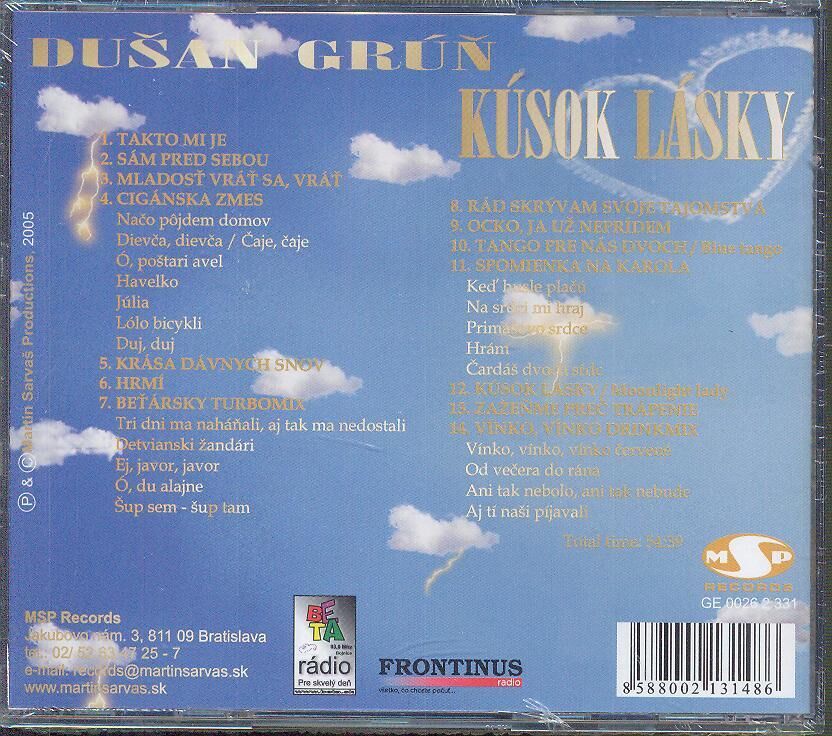 DUŠAN GRÚŇ
KÚSOK LÁSKY
1. TAKTO MI JE
2. SÁM PRED SEBOU
3. MLADOSŤ VRÁŤ SA, VRÁŤ
4. CIGÁNSKA ZMES
Načo pôjdem domov
Dievča, dievča / Čaje, čaje
Ó, poštari avel
Havelko
Júlia
Lólo bicykli
Duj, duj
5. KRÁSA DÁVNYCH SNOV
6. HRMÍ
7. BEŤÁRSKY TURBOMIX
Tri dni ma naháňali, aj tak ma nedostali
Detvianski žandári
Ej, javor, javor
Ó, du alajne
Šup sem - šup tam
8. RÁD SKRÝVAM SVOJE TAJOMSTVÁ
9. OCKO, JA UŽ NEPRÍDEM
10. TANGO PRE NÁS DVOCH / Blue tango
11. SPOMIENKA NA KAROLA
Keď husle plačú
Na srdci mi hraj
Primášovo srdce
Hrám
Čardáš dvoch sŕdc
12. KÚSOK LÁSKY / Moonlight lady
13. ZAŽEŇME PREČ TRÁPENIE
14. VÍNKO, VÍNKO DRINKMIX
Vínko, vínko, vínko červené
Od večera do rána
Ani tak nebolo, ani tak nebude
Aj tí naši píjavali
Total time: 54:39
Ⓟ & Ⓒ Martin Sarvaš Productions, 2005
MSP
RECORDS
GE 0026 2 331
MSP Records
Jakubovo nám. 3, 811 09 Bratislava
tel.: 02/ 52 63 47 25 - 7
e-mail: records@martinsarvas.sk
www.martinsarvas.sk
BETA
rádio
Pre skvelý deň
FRONTINUS
radio
všetko, čo chcete počuť...
8 588002 131486